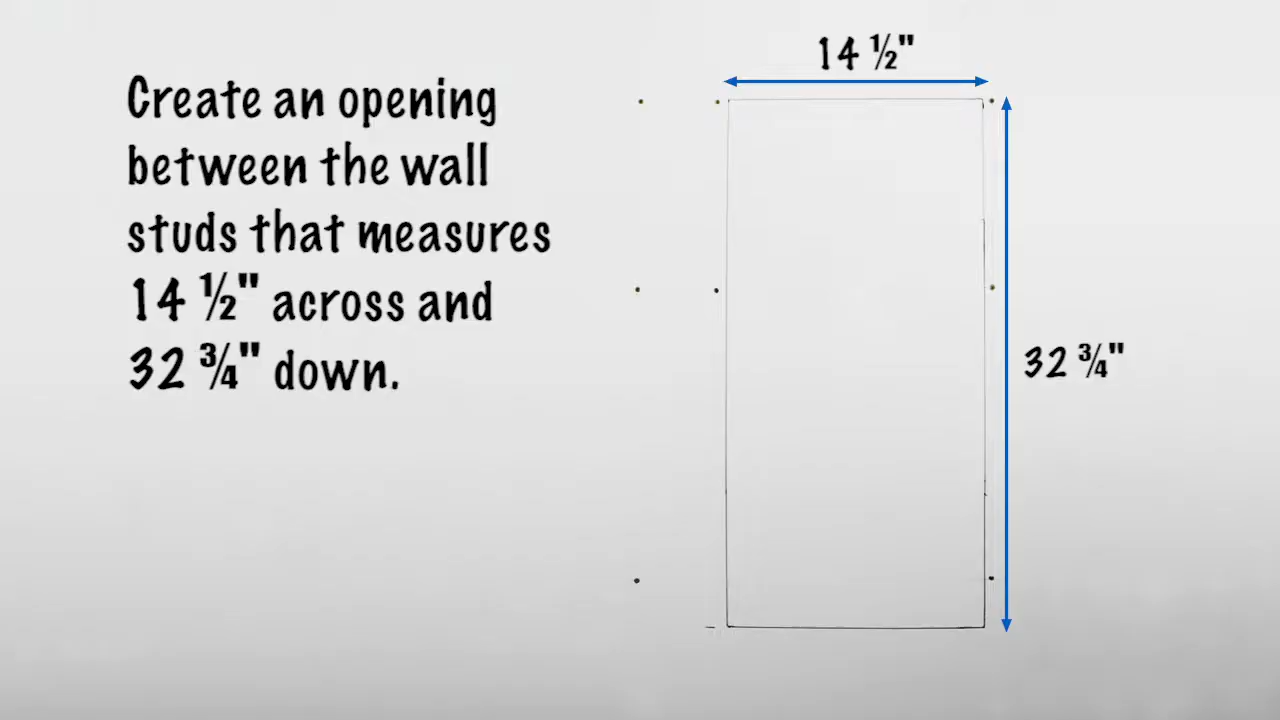 14 ½"
Create an opening
between the wall
studs that measures
14 ½" across and
32 ¾" down.
32 ¾"